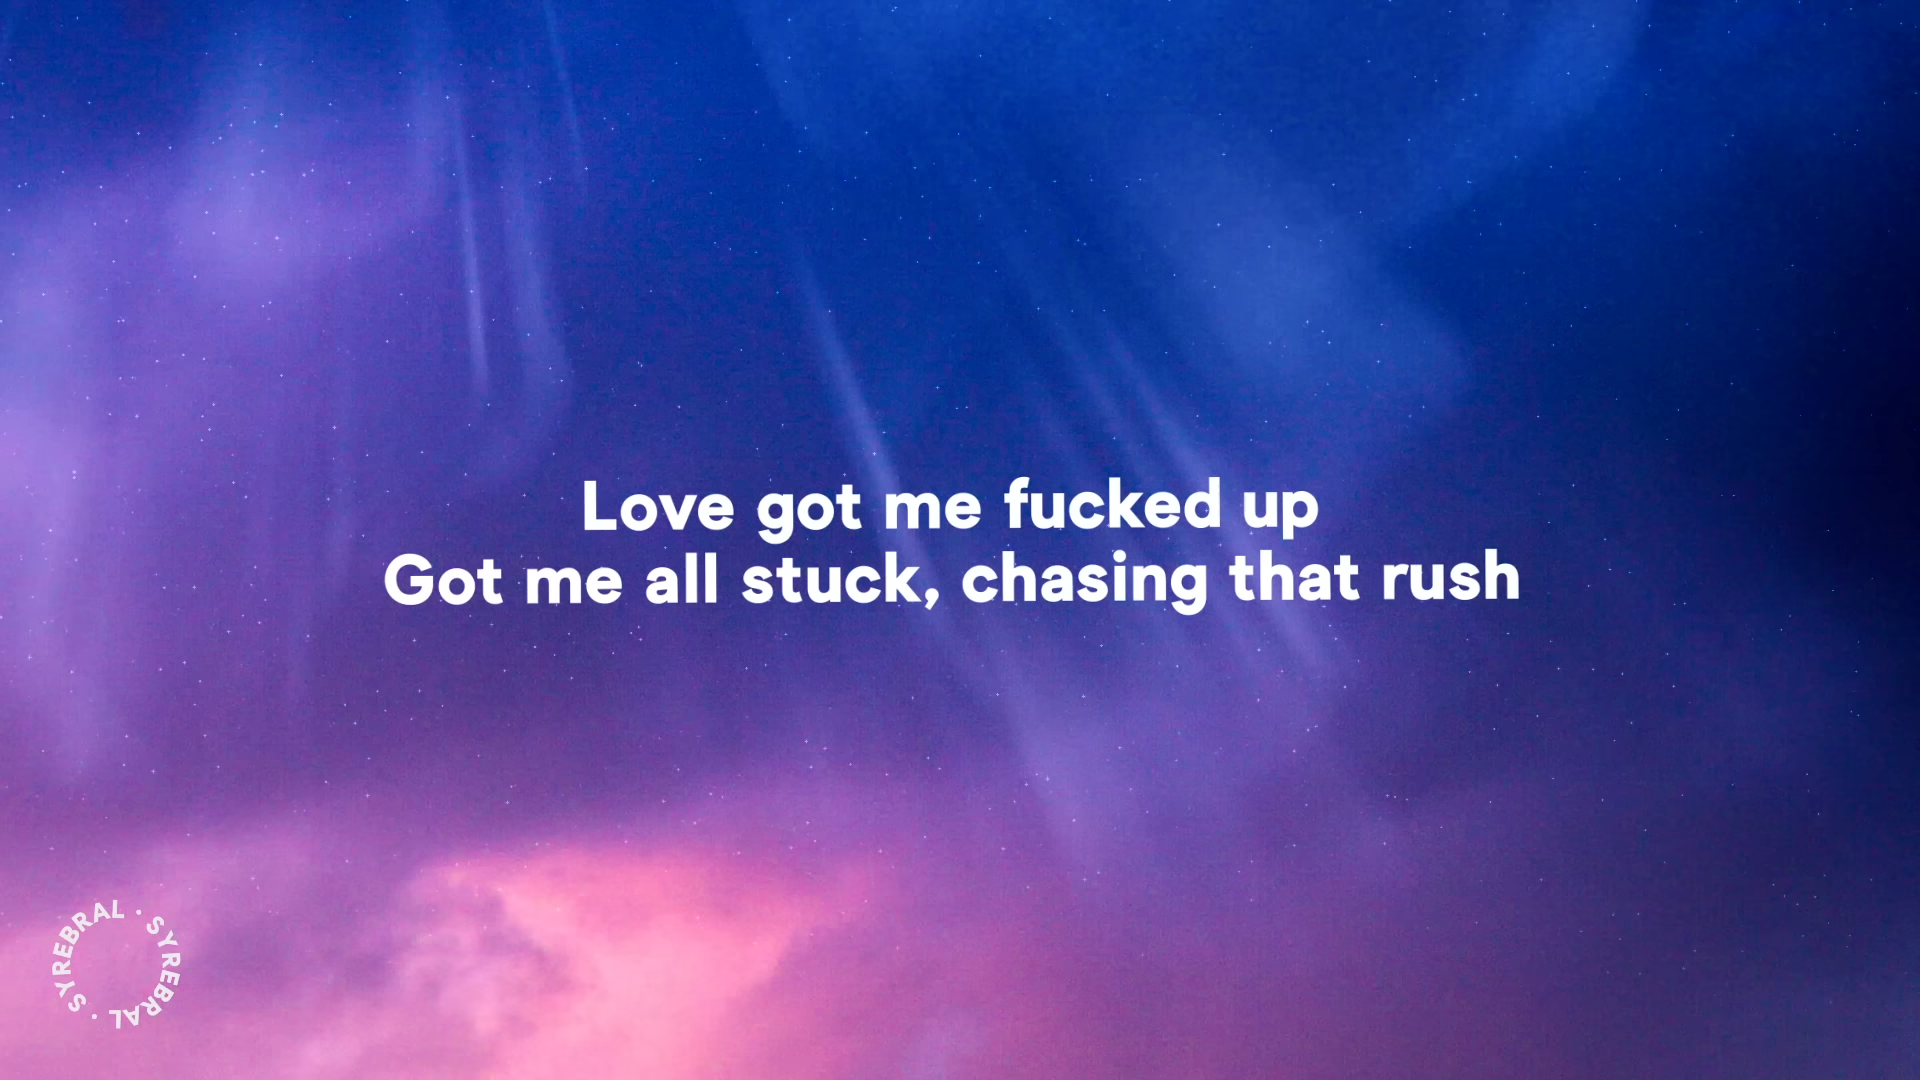 Love got me fucked up
Got me all stuck, chasing that rush
SYREBRAL · SYREBRAL ·